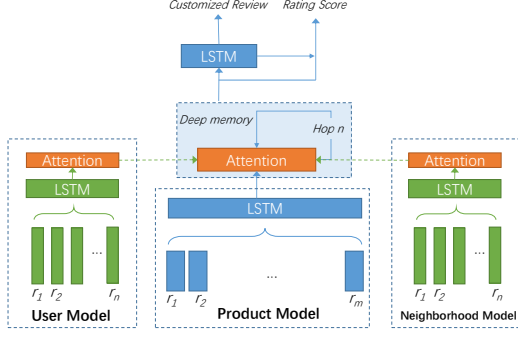 Customized Review Rating Score
LSTM
Deep memory
Hop n
Attention Attention Attention
LSTM LSTM LSTM
... ... ...
r1 r2 rn r1 r2 rm r1 r2 rn
User Model Product Model Neighborhood Model